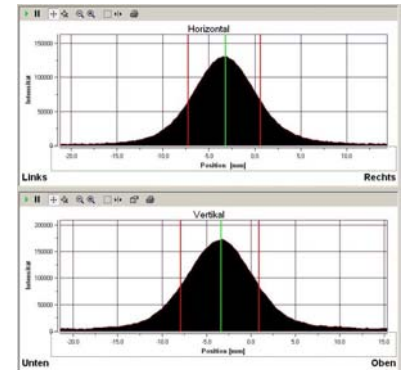 Horizontal
150000
100000
50000
0
Intensität
-20.0 -15.0 -10.0 -5.0 0.0 5.0 10.0
Position [mm]
Links Rechts
Vertikal
200000
150000
100000
50000
0
Intensität
-20.0 -15.0 -10.0 -5.0 0.0 5.0 10.0 15.0
Position [mm]
Unten Oben